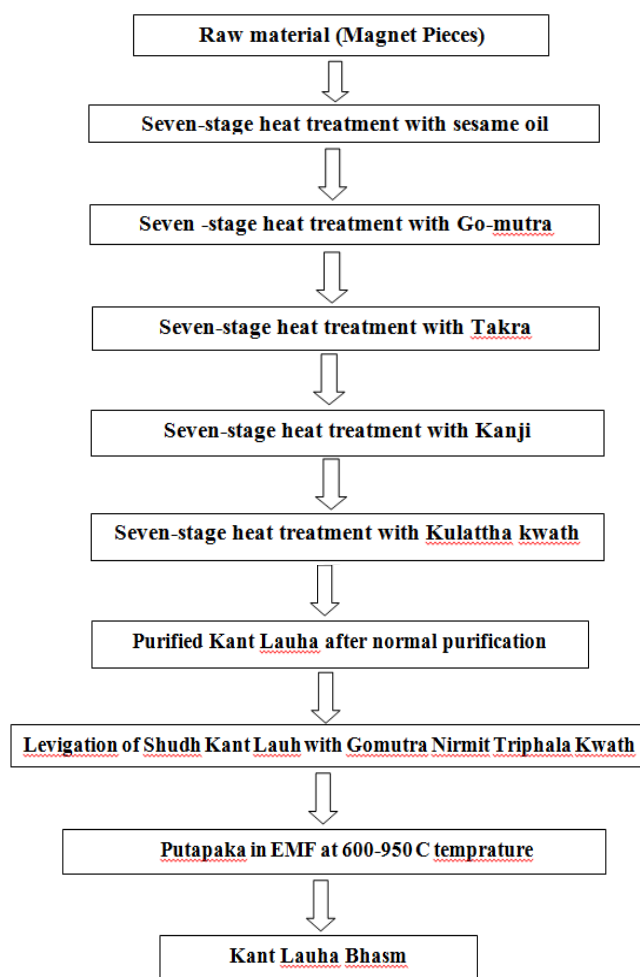 Raw material (Magnet Pieces)
Seven-stage heat treatment with sesame oil
Seven -stage heat treatment with Go-mutra
Seven-stage heat treatment with Takra
Seven-stage heat treatment with Kanji
Seven-stage heat treatment with Kulattha kwath
Purified Kant Lauha after normal purification
Levigation of Shudh Kant Lauh with Gomutra Nirmit Triphala Kwath
Putapaka in EMF at 600-950 C temprature
Kant Lauha Bhasm